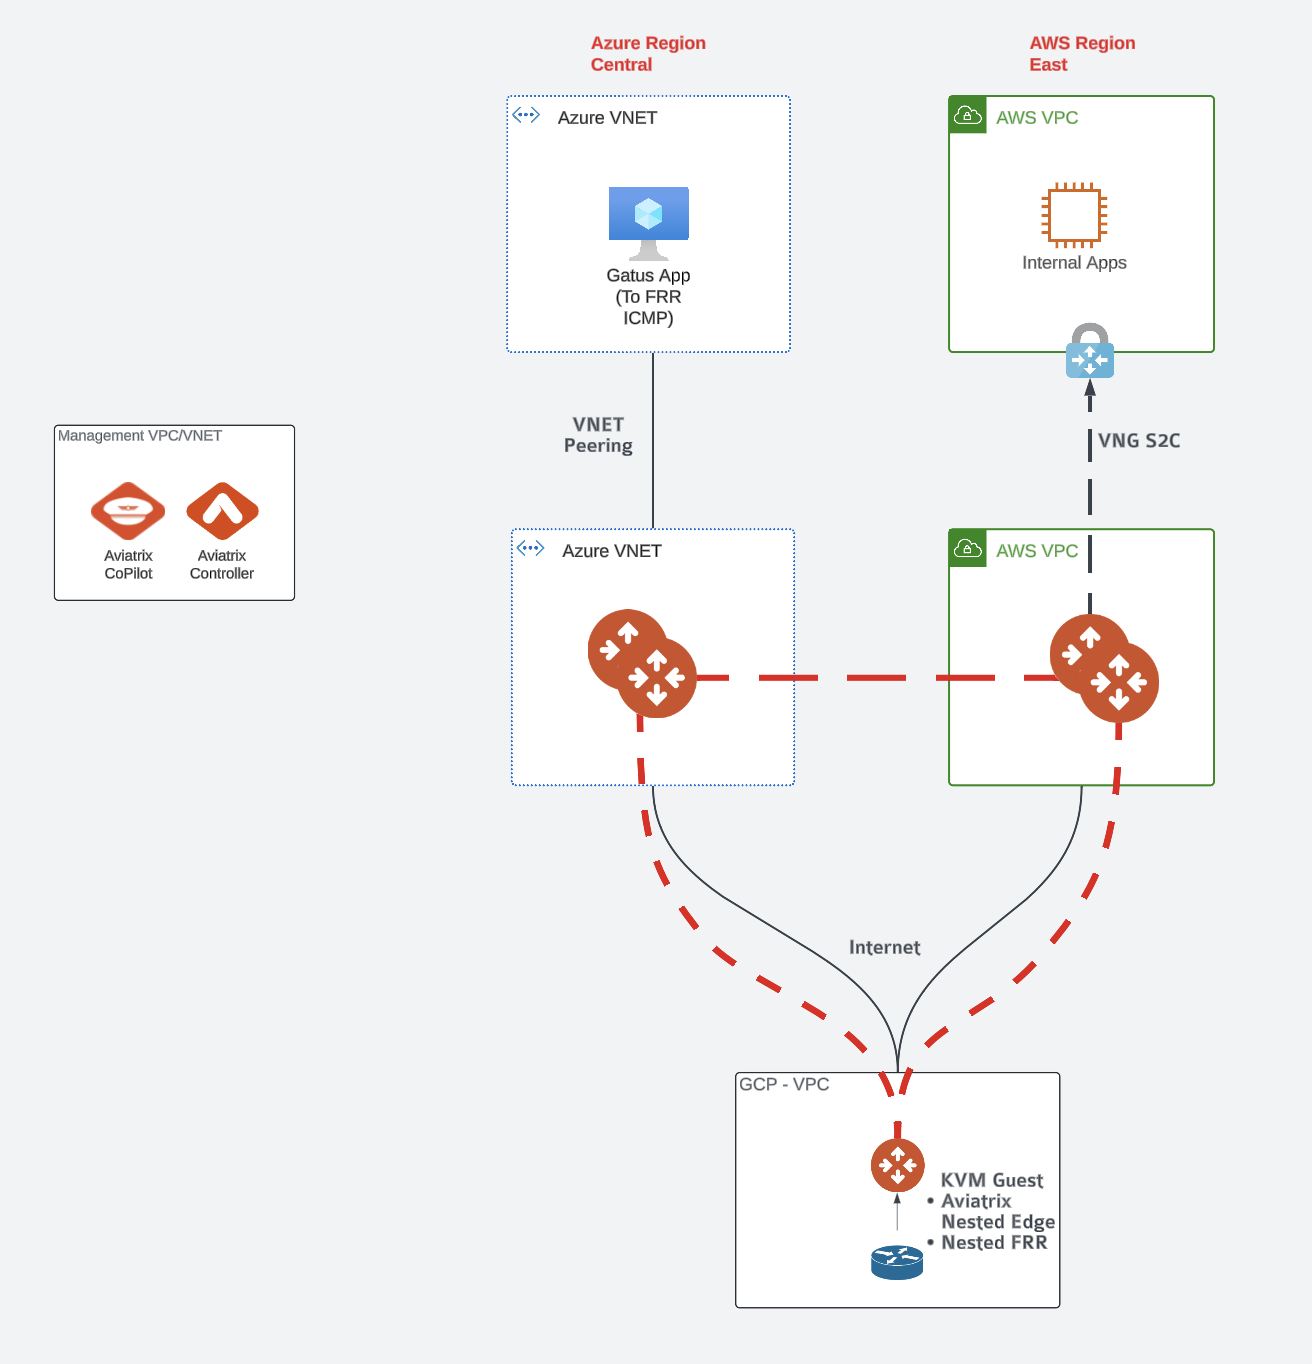 Azure Region
Central
AWS Region
East
Azure VNET
Gatus App
(To FRR
ICMP)
AWS VPC
Internal Apps
VNET
Peering
VNG S2C
Management VPC/VNET
Aviatrix
CoPilot
Aviatrix
Controller
Azure VNET
AWS VPC
Internet
GCP - VPC
KVM Guest
• Aviatrix
Nested Edge
• Nested FRR